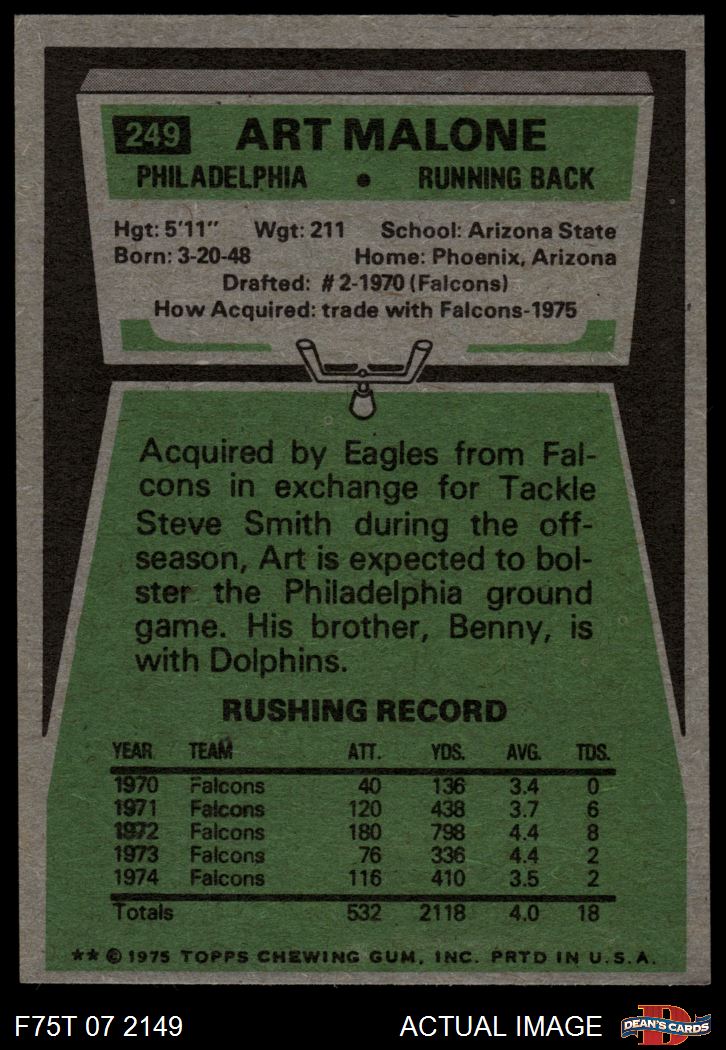 249 ART MALONE
PHILADELPHIA • RUNNING BACK
Hgt: 5'11" Wgt: 211 School: Arizona State
Born: 3-20-48 Home: Phoenix, Arizona
Drafted: #2-1970 (Falcons)
How Acquired: trade with Falcons-1975
Acquired by Eagles from Fal-
cons in exchange for Tackle
Steve Smith during the off-
season, Art is expected to bol-
ster the Philadelphia ground
game. His brother, Benny, is
with Dolphins.
RUSHING RECORD
YEAR TEAM ATT. YDS. AVG. TDS.
1970 Falcons 40 136 3.4 0
1971 Falcons 120 438 3.7 6
1972 Falcons 180 798 4.4 8
1973 Falcons 76 336 4.4 2
1974 Falcons 116 410 3.5 2
Totals 532 2118 4.0 18
** © 1975 TOPPS CHEWING GUM, INC. PRTD IN U.S.A.
F75T 07 2149 ACTUAL IMAGE D DEAN'S CARDS